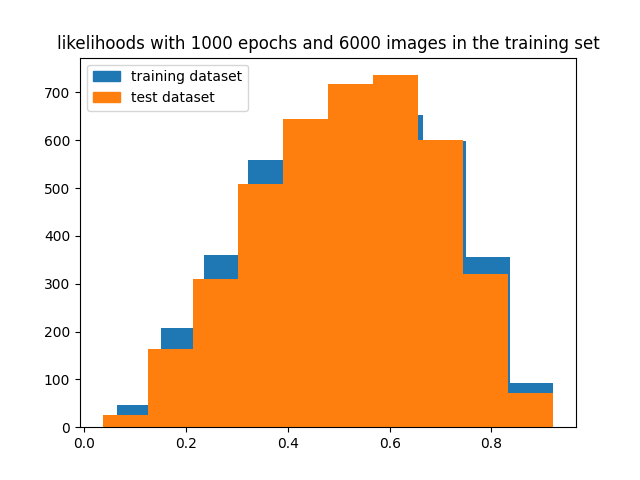 likelihoods with 1000 epochs and 6000 images in the training set
training dataset
test dataset
700
600
500
400
300
200
100
0
0.0 0.2 0.4 0.6 0.8